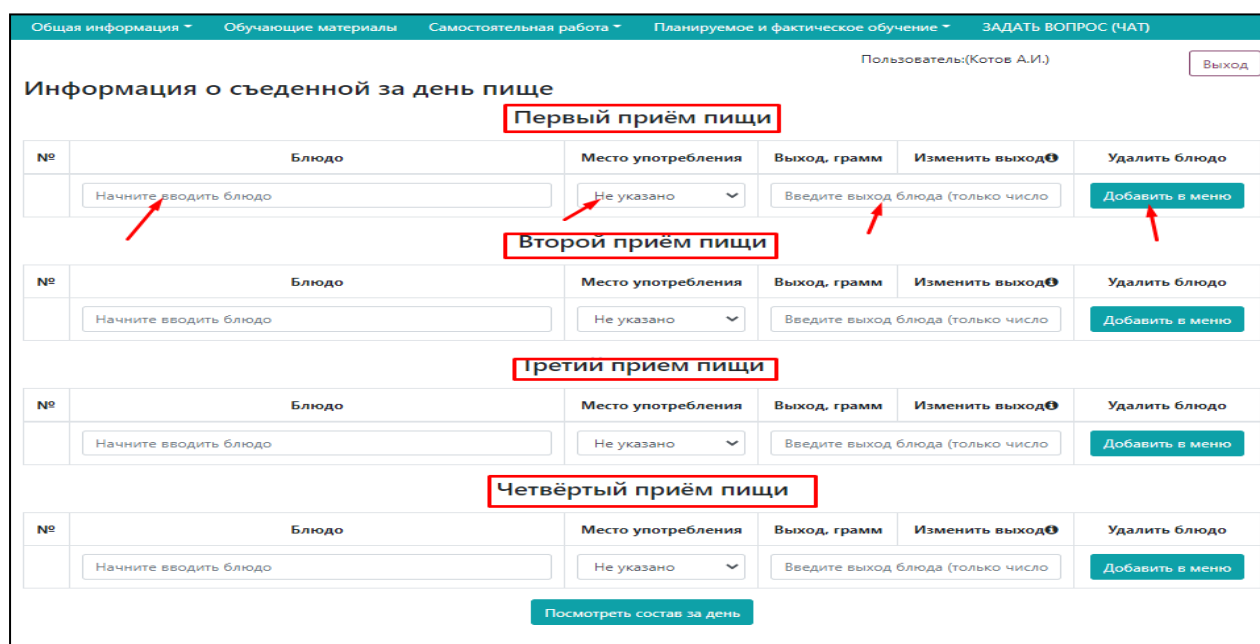 Общая информация Обучающие материалы Самостоятельная работа Планируемое и фактическое обучение ЗАДАТЬ ВОПРОС (ЧАТ)
Пользователь:(Котов А.И.) Выход
Информация о съеденной за день пище
Первый приём пищи
№ Блюдо Место употребления Выход, грамм Изменить выход Удалить блюдо
Начните вводить блюдо Не указано Введите выход блюда (только число Добавить в меню
Второй приём пищи
№ Блюдо Место употребления Выход, грамм Изменить выход Удалить блюдо
Начните вводить блюдо Не указано Введите выход блюда (только число Добавить в меню
Третий приём пищи
№ Блюдо Место употребления Выход, грамм Изменить выход Удалить блюдо
Начните вводить блюдо Не указано Введите выход блюда (только число Добавить в меню
Четвёртый приём пищи
№ Блюдо Место употребления Выход, грамм Изменить выход Удалить блюдо
Начните вводить блюдо Не указано Введите выход блюда (только число Добавить в меню
Посмотреть состав за день